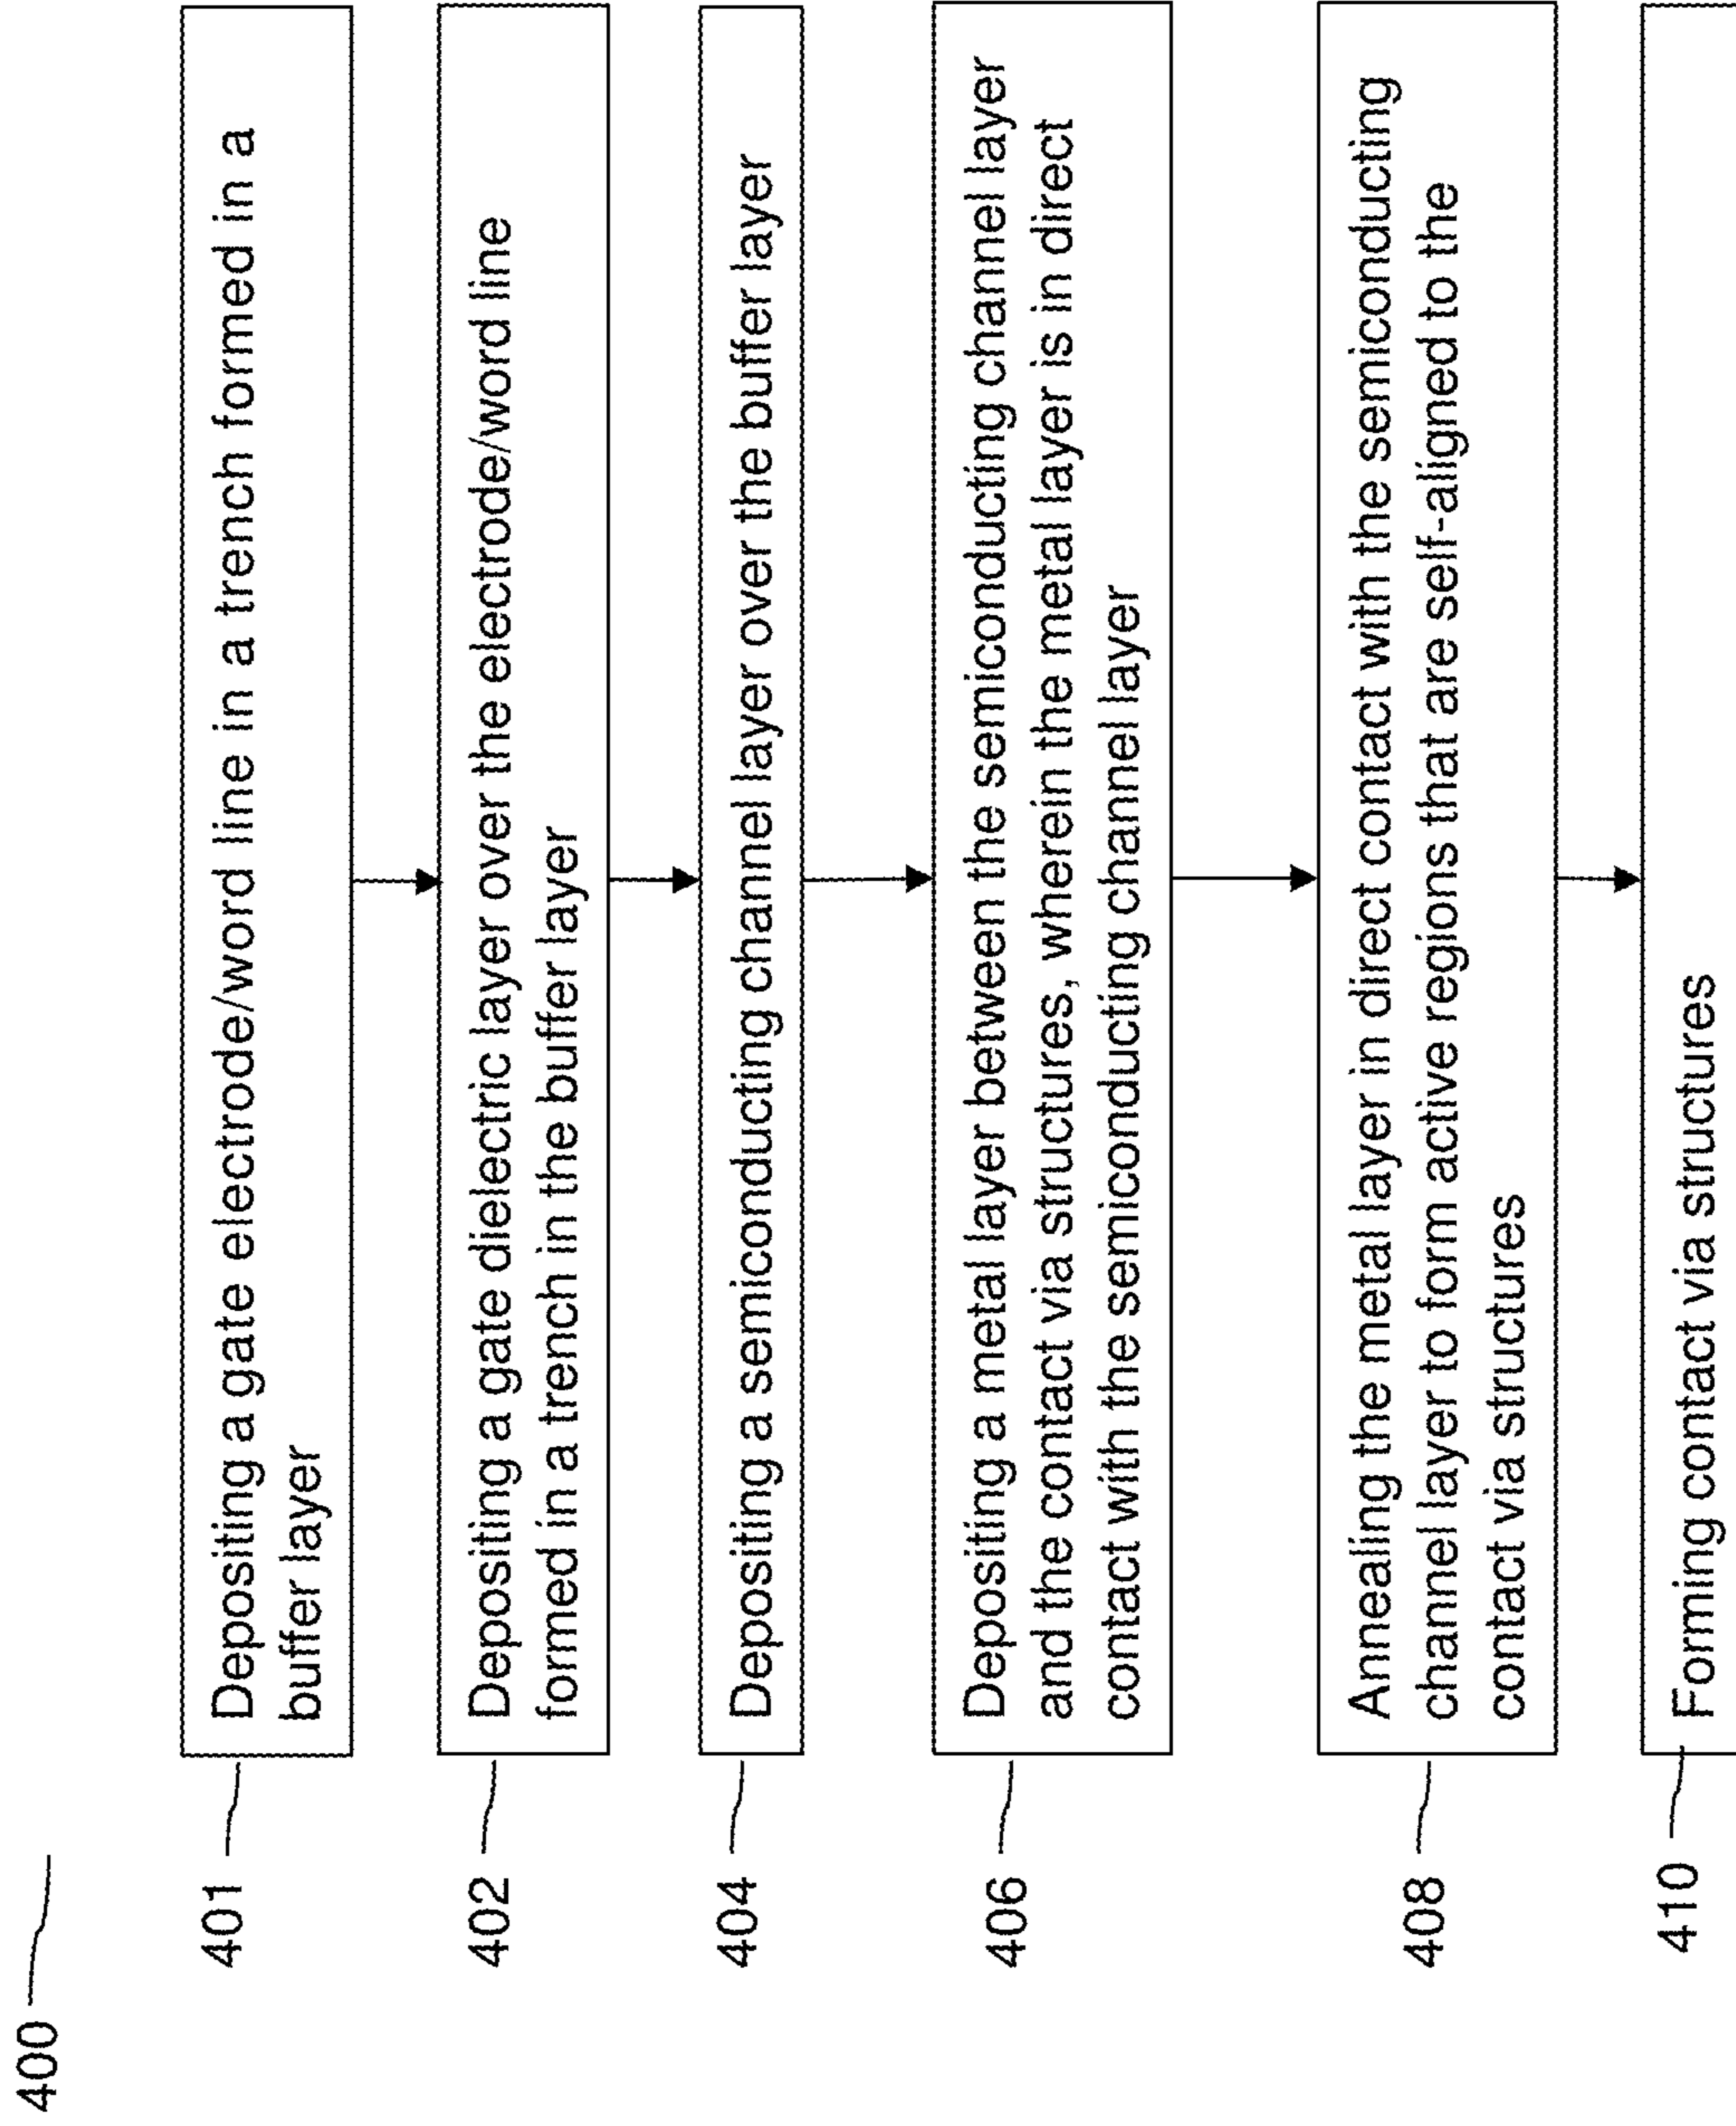 400
401
Depositing a gate electrode/word line in a trench formed in a
buffer layer
402
Depositing a gate dielectric layer over the electrode/word line
formed in a trench in the buffer layer
404
Depositing a semiconducting channel layer over the buffer layer
406
Depositing a metal layer between the semiconducting channel layer
and the contact via structures, wherein the metal layer is in direct
contact with the semiconducting channel layer
408
Annealing the metal layer in direct contact with the semiconducting
channel layer to form active regions that are self-aligned to the
contact via structures
410
Forming contact via structures